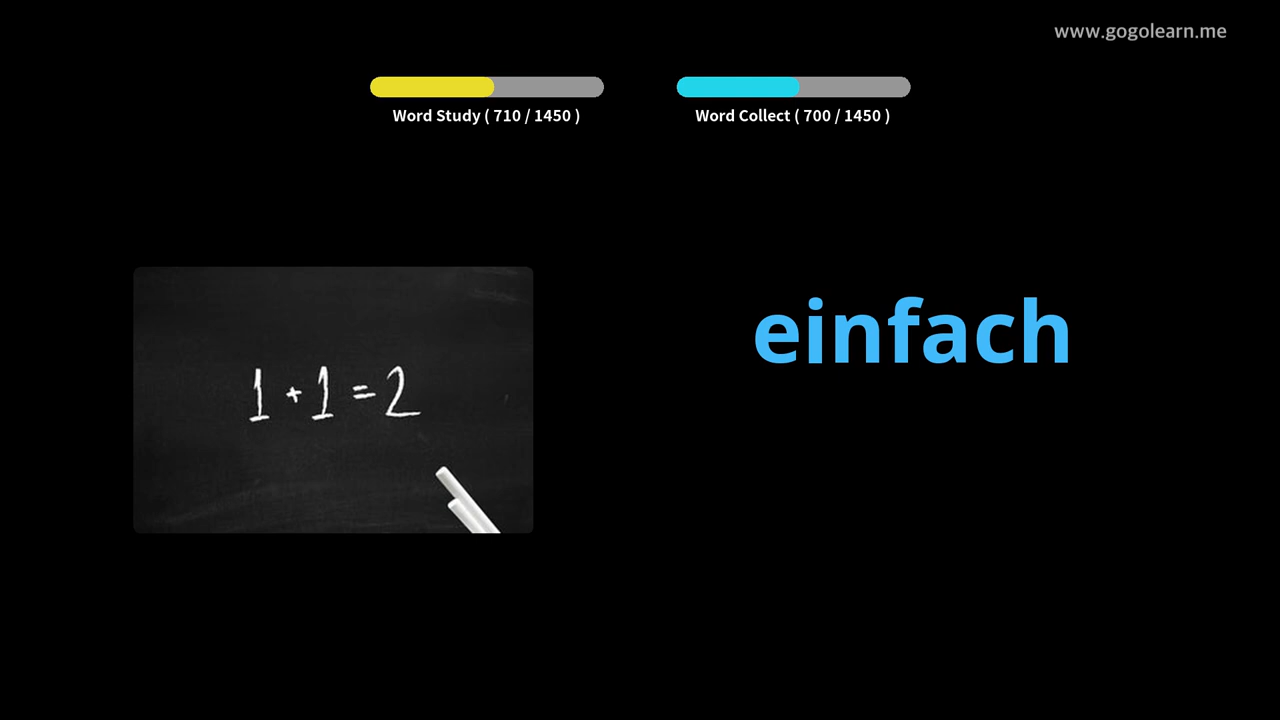 www.gogolearn.me
Word Study ( 710 / 1450 )
Word Collect ( 700 / 1450 )
1 + 1 = 2
einfach